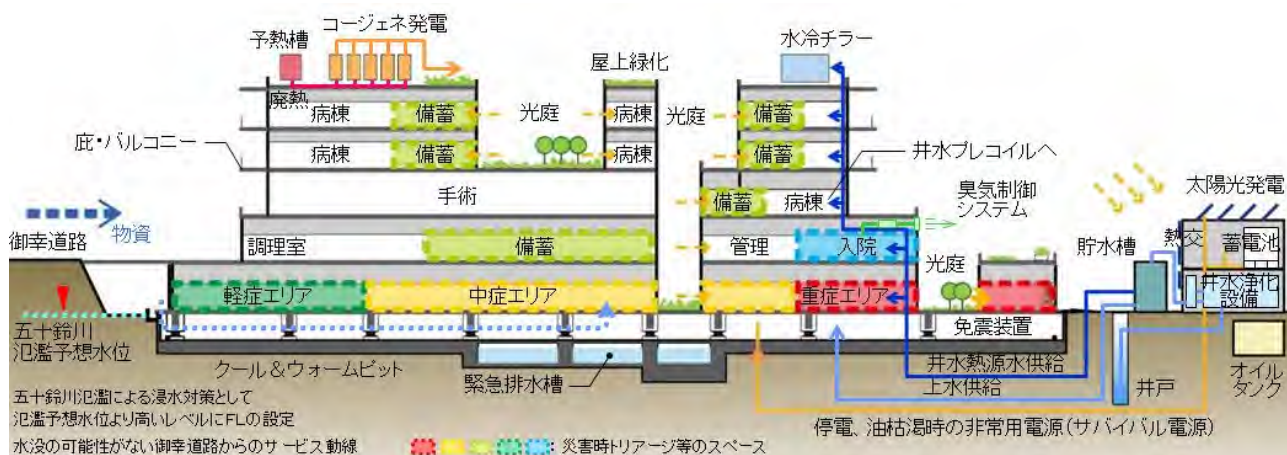 コージェネ発電
予熱槽
水冷チラー
屋上緑化
廃熱
病棟
備蓄
光庭
病棟
光庭
備蓄
庇・バルコニー
病棟
備蓄
病棟
備蓄
井水プレコイルへ
手術
備蓄
病棟
臭気制御
システム
太陽光発電
御幸道路
物資
調理室
備蓄
管理
入院
光庭
貯水槽
熱交
蓄電池
軽症エリア
中症エリア
重症エリア
井水浄化
設備
五十鈴川
氾濫予想水位
免震装置
クール&ウォームピット
緊急排水槽
井水熱源水供給
上水供給
井戸
オイル
タンク
五十鈴川氾濫による浸水対策として
氾濫予想水位より高いレベルにFLの設定
停電、油枯渇時の非常用電源(サバイバル電源)
水没の可能性がない御幸道路からのサービス動線
:災害時トリアージ等のスペース